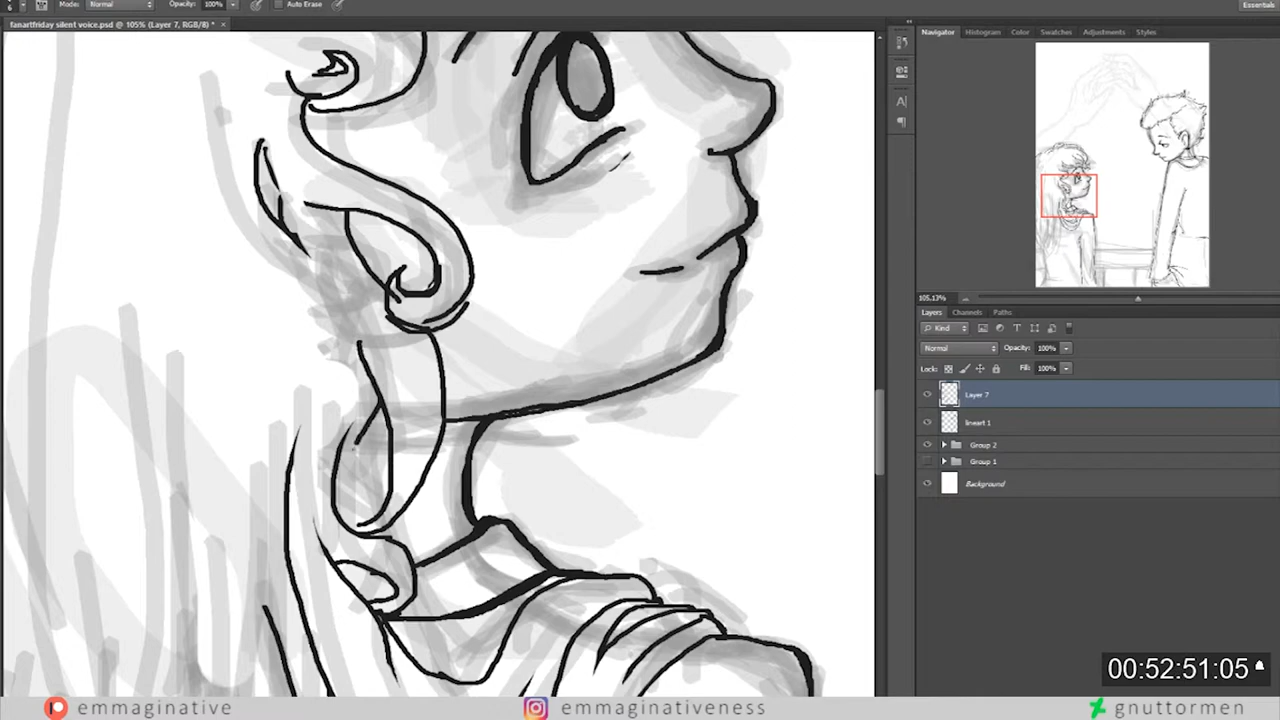 Mode: Normal Opacity: 100% Auto Erase Essentials
fanartfriday silent voice.psd @ 105% (Layer 7, RGB/8) * ×
Navigator Histogram Color Swatches Adjustments Styles
105.13%
Layers Channels Paths
Kind
Normal Opacity: 100%
Lock: Fill: 100%
Layer 7
lineart 1
Group 2
Group 1
Background
00:52:51:05
emmaginative emmaginativeness gnuttormen